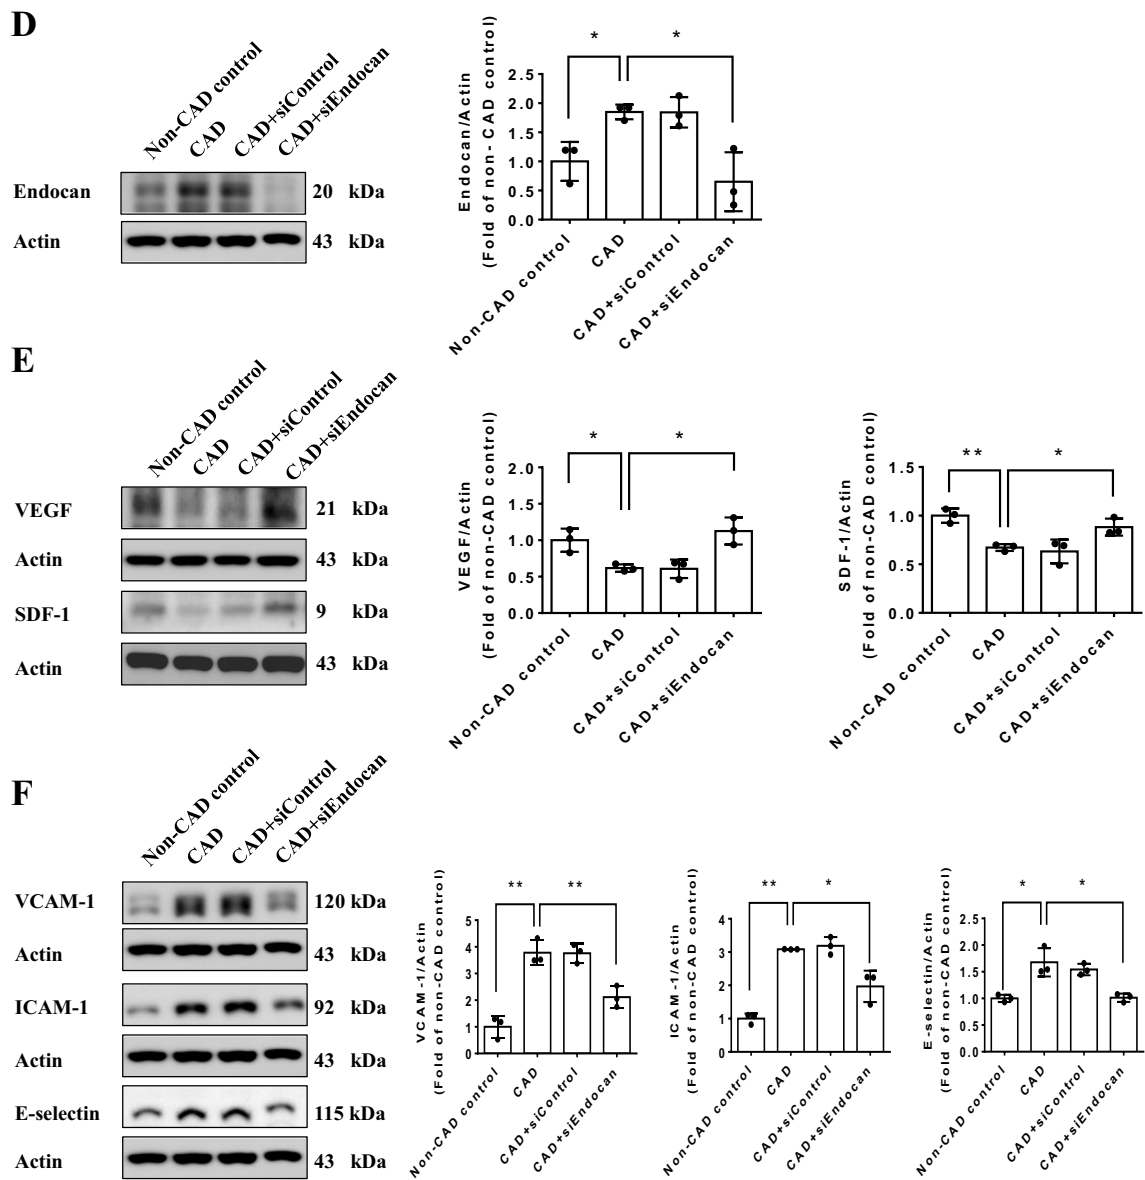 D
Non-CAD control
CAD
CAD+siControl
CAD+siEndocan
Endocan 20 kDa
Actin 43 kDa
Endocan/Actin
(Fold of non- CAD control)
* *
2.5
2.0
1.5
1.0
0.5
0.0
Non-CAD control
CAD
CAD+siControl
CAD+siEndocan
E
Non-CAD control
CAD
CAD+siControl
CAD+siEndocan
VEGF 21 kDa
Actin 43 kDa
SDF-1 9 kDa
Actin 43 kDa
VEGF/Actin
(Fold of non-CAD control)
* *
2.0
1.5
1.0
0.5
0.0
Non-CAD control
CAD
CAD+siControl
CAD+siEndocan
SDF-1/Actin
(Fold of non-CAD control)
** *
1.5
1.0
0.5
0.0
Non-CAD control
CAD
CAD+siControl
CAD+siEndocan
F
Non-CAD control
CAD
CAD+siControl
CAD+siEndocan
VCAM-1 120 kDa
Actin 43 kDa
ICAM-1 92 kDa
Actin 43 kDa
E-selectin 115 kDa
Actin 43 kDa
VCAM-1/Actin
(Fold of non-CAD control)
** **
5
4
3
2
1
0
Non-CAD control
CAD
CAD+siControl
CAD+siEndocan
ICAM-1/Actin
(Fold of non-CAD control)
** *
4
3
2
1
0
Non-CAD control
CAD
CAD+siControl
CAD+siEndocan
E-selectin/Actin
(Fold of non-CAD control)
* *
2.5
2.0
1.5
1.0
0.5
0.0
Non-CAD control
CAD
CAD+siControl
CAD+siEndocan